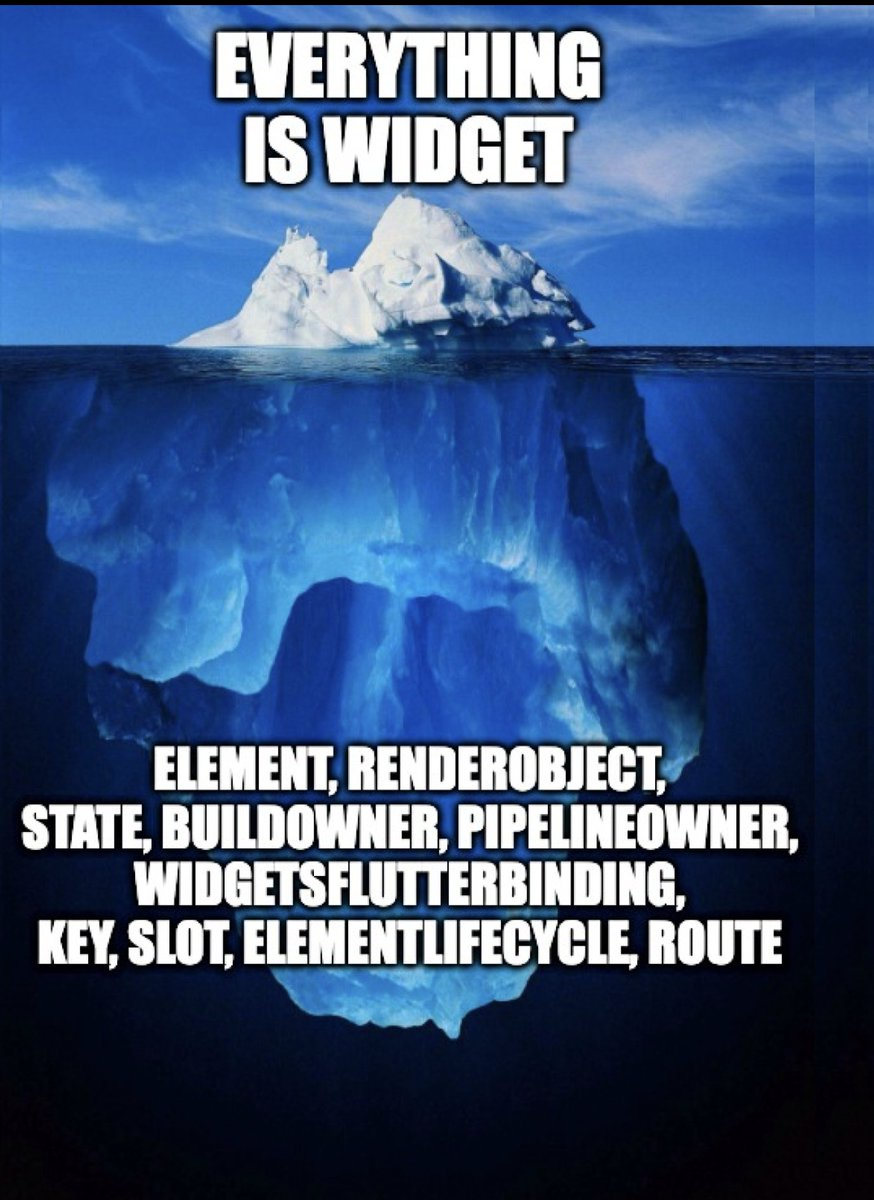 EVERYTHING
IS WIDGET
ELEMENT, RENDEROBJECT,
STATE, BUILDOWNER, PIPELINEOWNER,
WIDGETSFLUTTERBINDING,
KEY, SLOT, ELEMENTLIFECYCLE, ROUTE